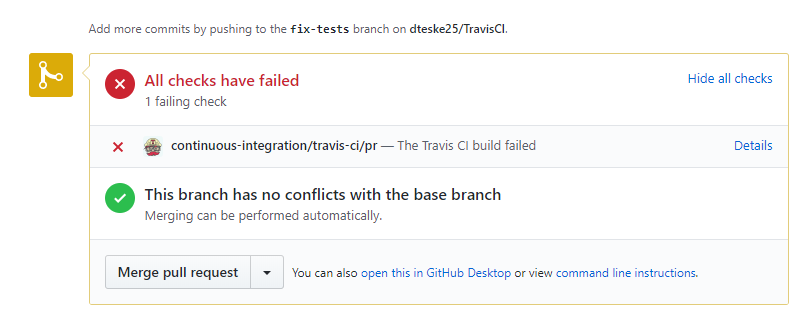 Add more commits by pushing to the fix-tests branch on dteske25/TravisCI.
All checks have failed
Hide all checks
1 failing check
continuous-integration/travis-ci/pr — The Travis CI build failed
Details
This branch has no conflicts with the base branch
Merging can be performed automatically.
Merge pull request
You can also open this in GitHub Desktop or view command line instructions.